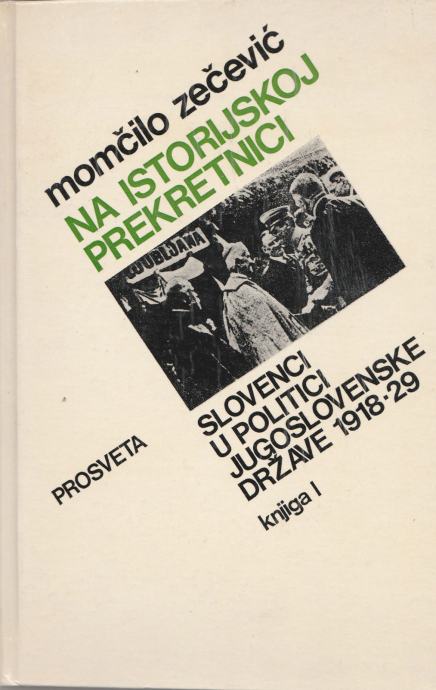 momčilo zečević
NA ISTORIJSKOJ
PREKRETNICI
LJUBLJANA
SLOVENCI
U POLITICI
JUGOSLOVENSKE
DRŽAVE 1918-29
knjiga I
PROSVETA